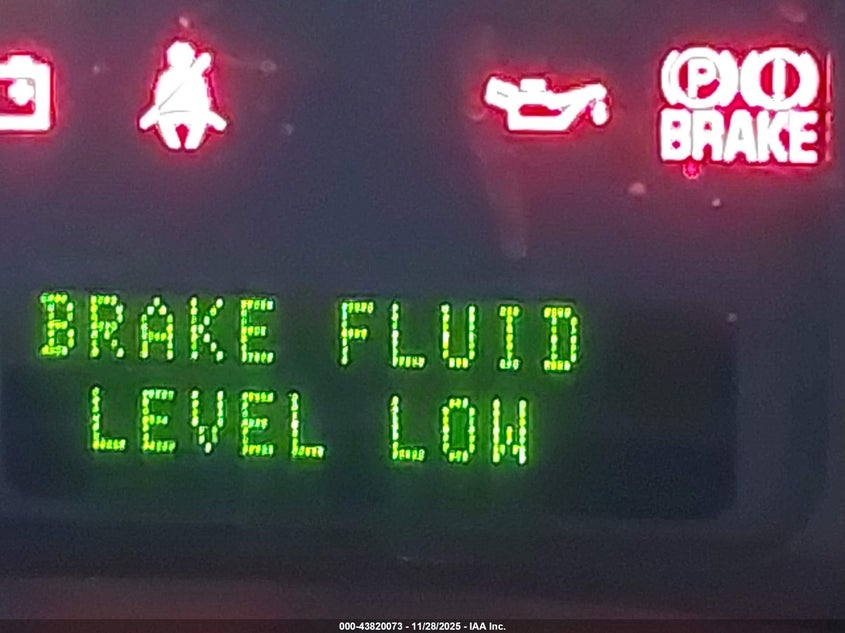 P
BRAKE
BRAKE FLUID
LEVEL LOW
000-43820073 - 11/28/2025 - IAA Inc.